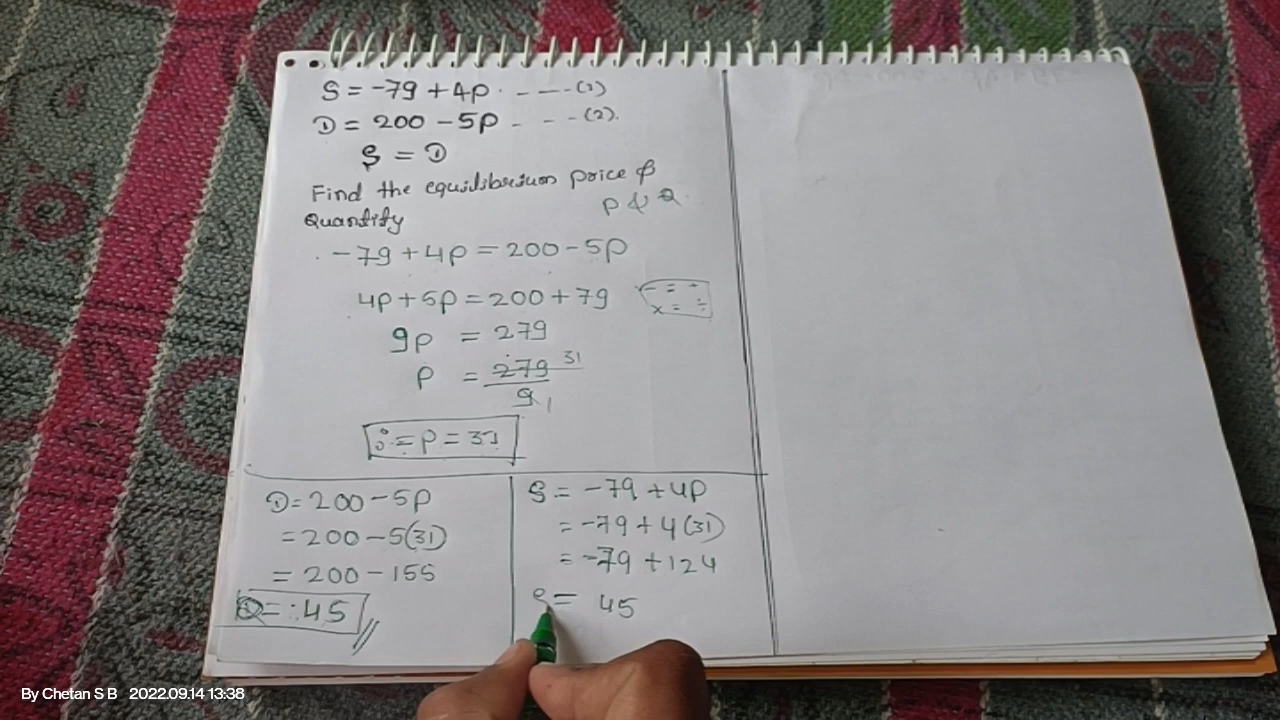 S = -79 + 4P - - - - (1)
D = 200 - 5P - - - - (2).
S = D
Find the equilibrium price &
P & Q.
Quantity
-79 + 4P = 200 - 5P
4P + 5P = 200 + 79
- = +
x = ÷
9P = 279
P = 279 31
9 1
∴ = P = 31
D = 200 - 5P
= 200 - 5(31)
= 200 - 155
Q = 45
S = -79 + 4P
= -79 + 4(31)
= -79 + 124
S = 45
By Chetan S B 2022.09.14 13:38